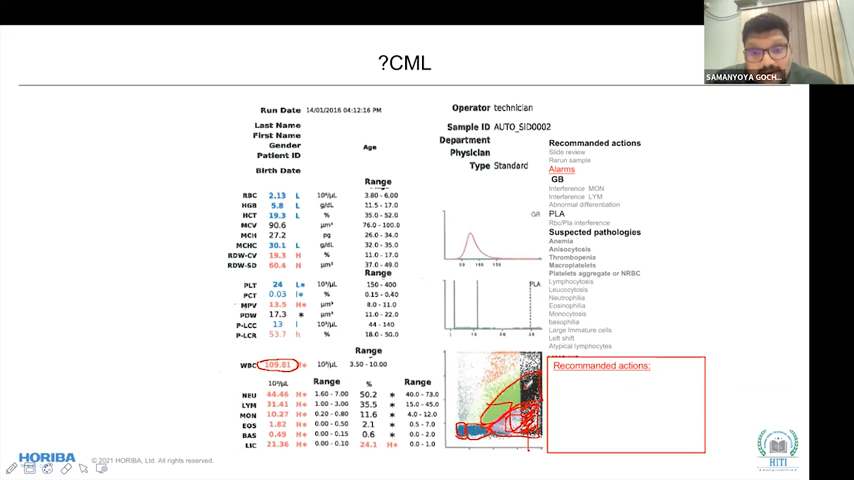 SAMANYOYA GOCH...
?CML
Run Date 14/01/2016 04:12:16 PM
Last Name
First Name
Gender
Age
Patient ID
Birth Date
Operator technician
Sample ID AUTO_SID0002
Department
Physician
Type Standard
Range
RBC 2.13 L 10⁶/µL 3.80 - 6.00
HGB 5.8 L g/dL 11.5 - 17.0
HCT 19.3 L % 35.0 - 52.0
MCV 90.6 µm³ 76.0 - 100.0
MCH 27.2 pg 26.0 - 34.0
MCHC 30.1 L g/dL 32.0 - 35.0
RDW-CV 19.3 H % 11.0 - 17.0
RDW-SD 60.4 H µm³ 37.0 - 49.0
Range
PLT 24 L* 10³/µL 150 - 400
PCT 0.03 l* % 0.15 - 0.40
MPV 13.5 H* µm³ 8.0 - 11.0
PDW 17.3 * µm³ 11.0 - 22.0
P-LCC 13 l 10³/µL 44 - 140
P-LCR 53.7 h % 18.0 - 50.0
Range
WBC 109.81 H* 10³/µL 3.50 - 10.00
10³/µL Range % Range
NEU 44.46 H* 1.60 - 7.00 50.2 * 40.0 - 73.0
LYM 31.41 H* 1.00 - 3.00 35.5 * 15.0 - 45.0
MON 10.27 H* 0.20 - 0.80 11.6 * 4.0 - 12.0
EOS 1.82 H* 0.00 - 0.50 2.1 * 0.5 - 7.0
BAS 0.49 H* 0.00 - 0.15 0.6 * 0.0 - 2.0
LIC 21.36 H* 0.00 - 0.10 24.1 H* 0.0 - 1.0
GR
50 100 150
PLA
Recommanded actions
Slide review
Rerun sample
Alarms
GB
Interference MON
Interference LYM
Abnormal differentiation
PLA
Rbc/Pla interference
Suspected pathologies
Anemia
Anisocytosis
Thrombopenia
Macroplatelets
Platelets aggregate or NRBC
Lymphocytosis
Leucocytosis
Neutrophilia
Eosinophilia
Monocytosis
basophilia
Large Immature cells
Left shift
Atypical lymphocytes
Recommanded actions:
HORIBA
© 2021 HORIBA, Ltd. All rights reserved.
HITI